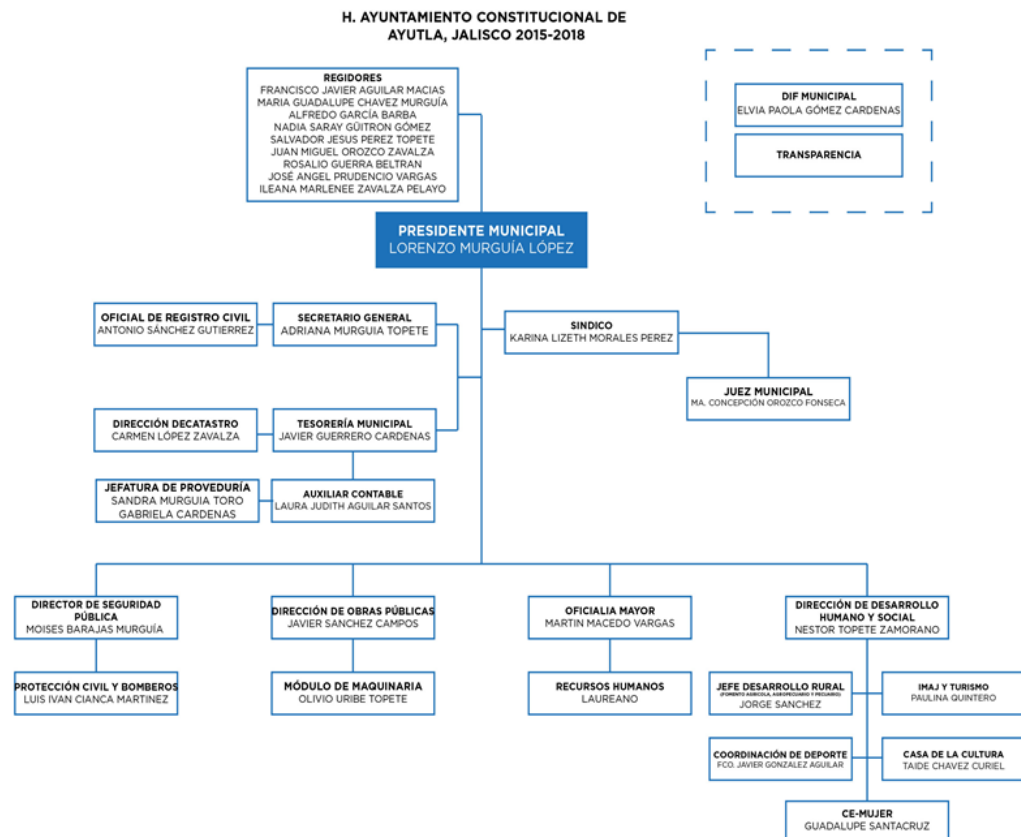 H. AYUNTAMIENTO CONSTITUCIONAL DE
AYUTLA, JALISCO 2015-2018
REGIDORES
FRANCISCO JAVIER AGUILAR MACIAS
MARIA GUADALUPE CHAVEZ MURGUÍA
ALFREDO GARCÍA BARBA
NADIA SARAY GÜITRON GÓMEZ
SALVADOR JESUS PEREZ TOPETE
JUAN MIGUEL OROZCO ZAVALZA
ROSALIO GUERRA BELTRAN
JOSÉ ANGEL PRUDENCIO VARGAS
ILEANA MARLENEE ZAVALZA PELAYO
DIF MUNICIPAL
ELVIA PAOLA GÓMEZ CARDENAS
TRANSPARENCIA
PRESIDENTE MUNICIPAL
LORENZO MURGUÍA LÓPEZ
OFICIAL DE REGISTRO CIVIL
ANTONIO SÁNCHEZ GUTIERREZ
SECRETARIO GENERAL
ADRIANA MURGUIA TOPETE
SINDICO
KARINA LIZETH MORALES PEREZ
JUEZ MUNICIPAL
MA. CONCEPCIÓN OROZCO FONSECA
DIRECCIÓN DECATASTRO
CARMEN LÓPEZ ZAVALZA
TESORERÍA MUNICIPAL
JAVIER GUERRERO CARDENAS
JEFATURA DE PROVEDURÍA
SANDRA MURGUIA TORO
GABRIELA CARDENAS
AUXILIAR CONTABLE
LAURA JUDITH AGUILAR SANTOS
DIRECTOR DE SEGURIDAD
PÚBLICA
MOISES BARAJAS MURGUÍA
DIRECCIÓN DE OBRAS PÚBLICAS
JAVIER SANCHEZ CAMPOS
OFICIALIA MAYOR
MARTIN MACEDO VARGAS
DIRECCIÓN DE DESARROLLO
HUMANO Y SOCIAL
NESTOR TOPETE ZAMORANO
PROTECCIÓN CIVIL Y BOMBEROS
LUIS IVAN CIANCA MARTINEZ
MÓDULO DE MAQUINARIA
OLIVIO URIBE TOPETE
RECURSOS HUMANOS
LAUREANO
JEFE DESARROLLO RURAL
(FOMENTO AGRICOLA, AGROPECUARIO Y PECUARIO)
JORGE SANCHEZ
IMAJ Y TURISMO
PAULINA QUINTERO
COORDINACIÓN DE DEPORTE
FCO. JAVIER GONZALEZ AGUILAR
CASA DE LA CULTURA
TAIDE CHAVEZ CURIEL
CE-MUJER
GUADALUPE SANTACRUZ